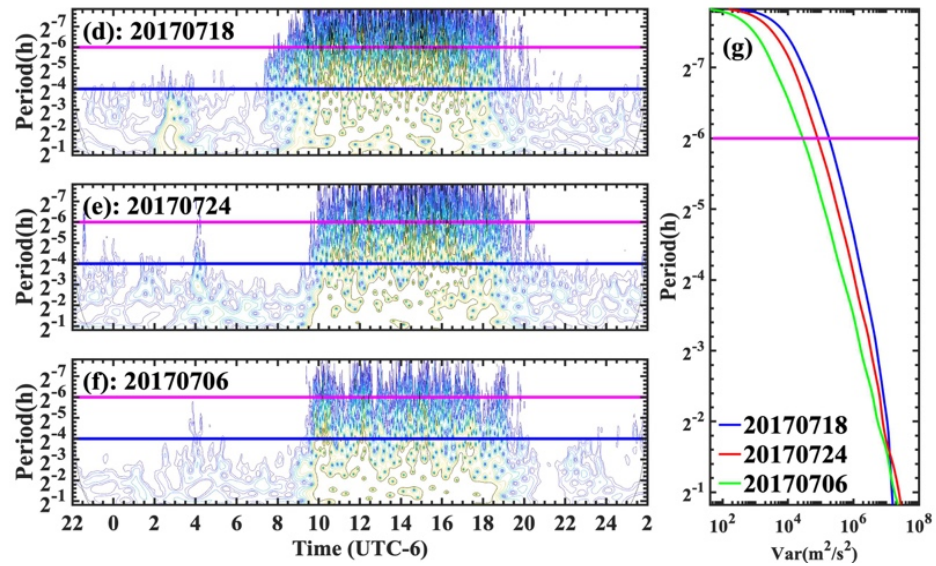 (d): 20170718
Period(h)
2^-7
2^-6
2^-5
2^-4
2^-3
2^-2
2^-1
(e): 20170724
Period(h)
2^-7
2^-6
2^-5
2^-4
2^-3
2^-2
2^-1
(f): 20170706
Period(h)
2^-7
2^-6
2^-5
2^-4
2^-3
2^-2
2^-1
22 0 2 4 6 8 10 12 14 16 18 20 22 24 2
Time (UTC-6)
(g)
Period(h)
2^-7
2^-6
2^-5
2^-4
2^-3
2^-2
2^-1
20170718
20170724
20170706
10^2 10^4 10^6 10^8
Var(m^2/s^2)